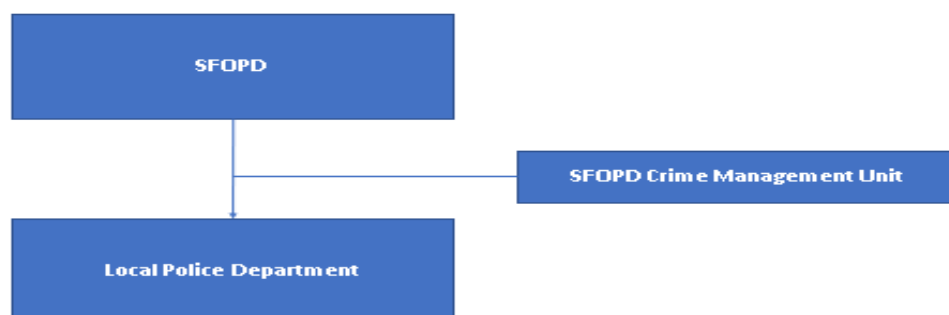 SFOPD
SFOPD Crime Management Unit
Local Police Department